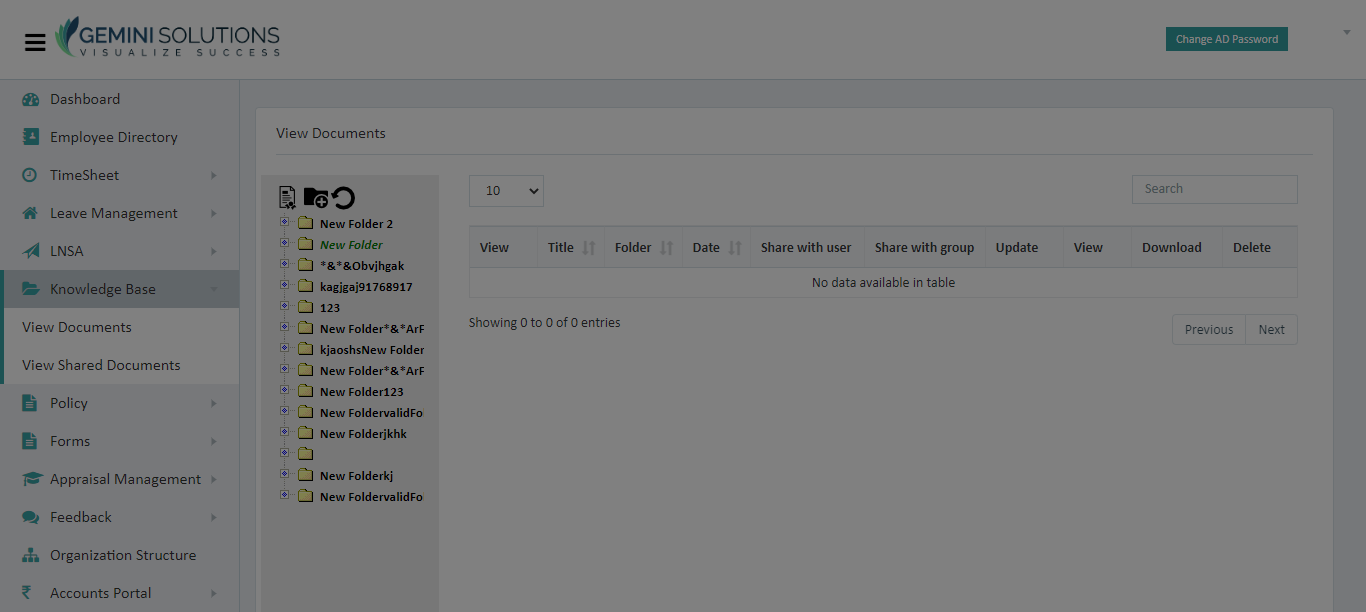 GEMINI SOLUTIONS
VISUALIZE SUCCESS
Change AD Password
Dashboard
Employee Directory
TimeSheet
Leave Management
LNSA
Knowledge Base
View Documents
View Shared Documents
Policy
Forms
Appraisal Management
Feedback
Organization Structure
Accounts Portal
View Documents
New Folder 2
New Folder
*&*&Obvjhgak
kagjgaj91768917
123
New Folder*&*ArF
kjaoshsNew Folder
New Folder*&*ArF
New Folder123
New FoldervalidFo
New Folderjkhk
New Folderkj
New FoldervalidFo
10
Search
View Title Folder Date Share with user Share with group Update View Download Delete
No data available in table
Showing 0 to 0 of 0 entries
Previous Next